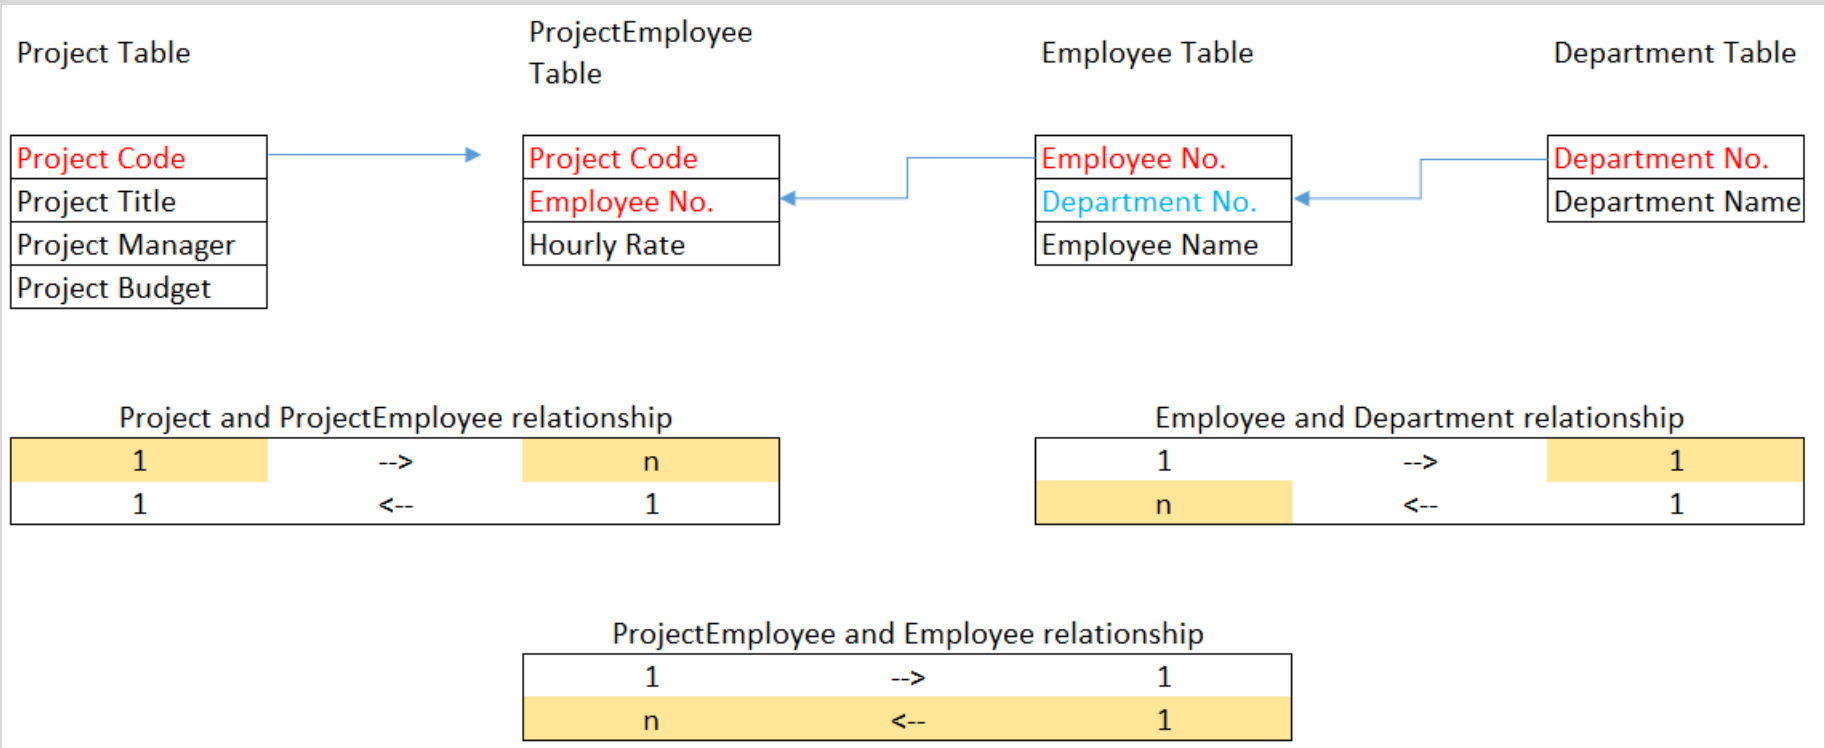 Project Table
ProjectEmployee
Table
Employee Table
Department Table
Project Code
Project Title
Project Manager
Project Budget
Project Code
Employee No.
Hourly Rate
Employee No.
Department No.
Employee Name
Department No.
Department Name
Project and ProjectEmployee relationship
1 --> n
1 <-- 1
Employee and Department relationship
1 --> 1
n <-- 1
ProjectEmployee and Employee relationship
1 --> 1
n <-- 1